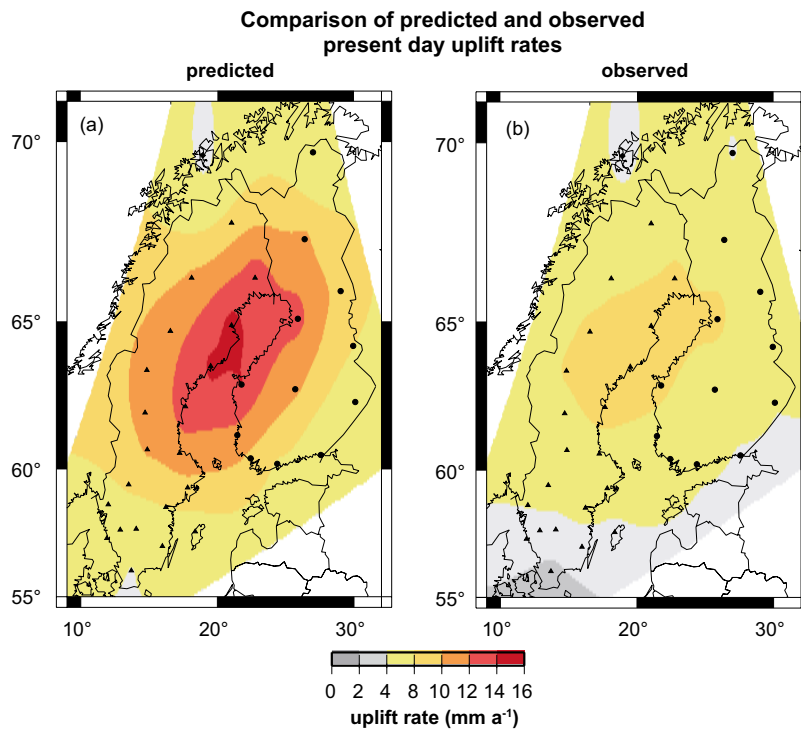 Comparison of predicted and observed
present day uplift rates
predicted
observed
(a)
(b)
70°
70°
65°
65°
60°
60°
55°
55°
10°
20°
30°
10°
20°
30°
0 2 4 8 10 12 14 16
uplift rate (mm a⁻¹)